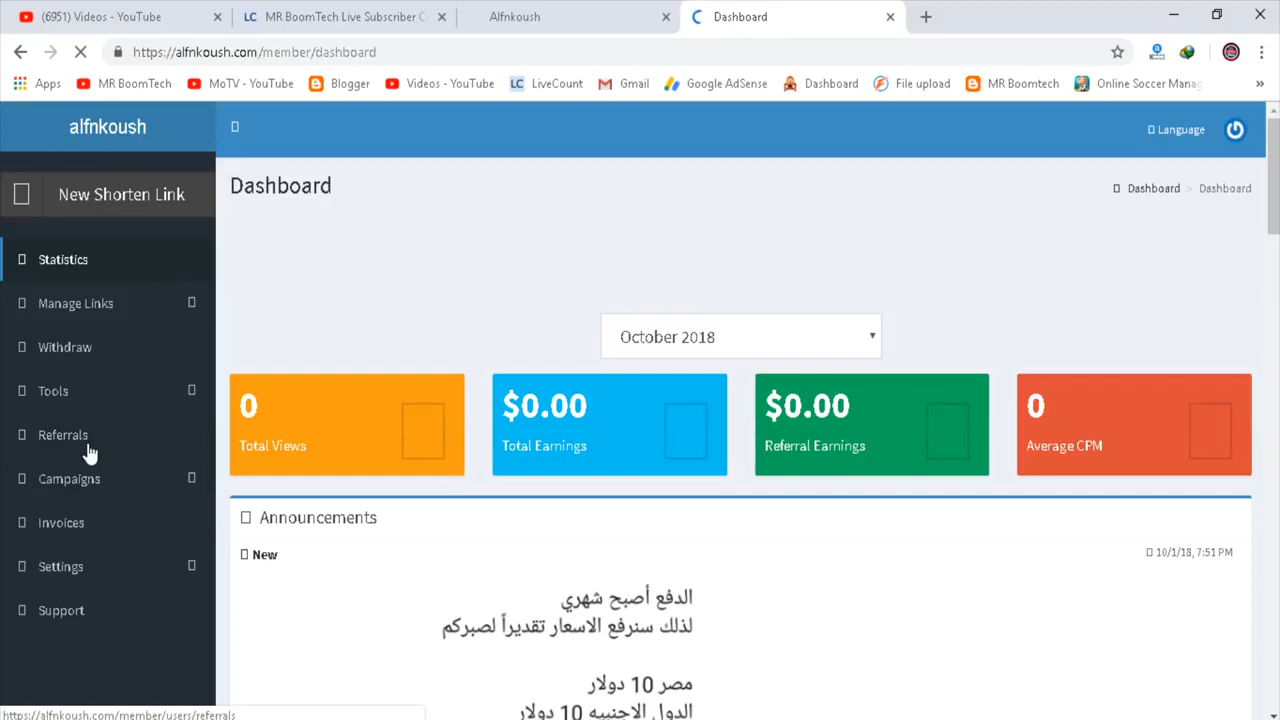 (6951) Videos - YouTube
MR BoomTech Live Subscriber C
Alfnkoush
Dashboard
https://alfnkoush.com/member/dashboard
Apps
MR BoomTech
MoTV - YouTube
Blogger
Videos - YouTube
LC LiveCount
Gmail
Google AdSense
Dashboard
File upload
MR Boomtech
Online Soccer Manag
»
alfnkoush
Language
New Shorten Link
Dashboard
Dashboard > Dashboard
Statistics
Manage Links
Withdraw
Tools
Referrals
Campaigns
Invoices
Settings
Support
October 2018
0
Total Views
$0.00
Total Earnings
$0.00
Referral Earnings
0
Average CPM
Announcements
New
10/1/18, 7:51 PM
الدفع أصبح شهري
لذلك سنرفع الاسعار تقديراً لصبركم
مصر 10 دولار
الدول الاجنبيه 10 دولار
https://alfnkoush.com/member/users/referrals